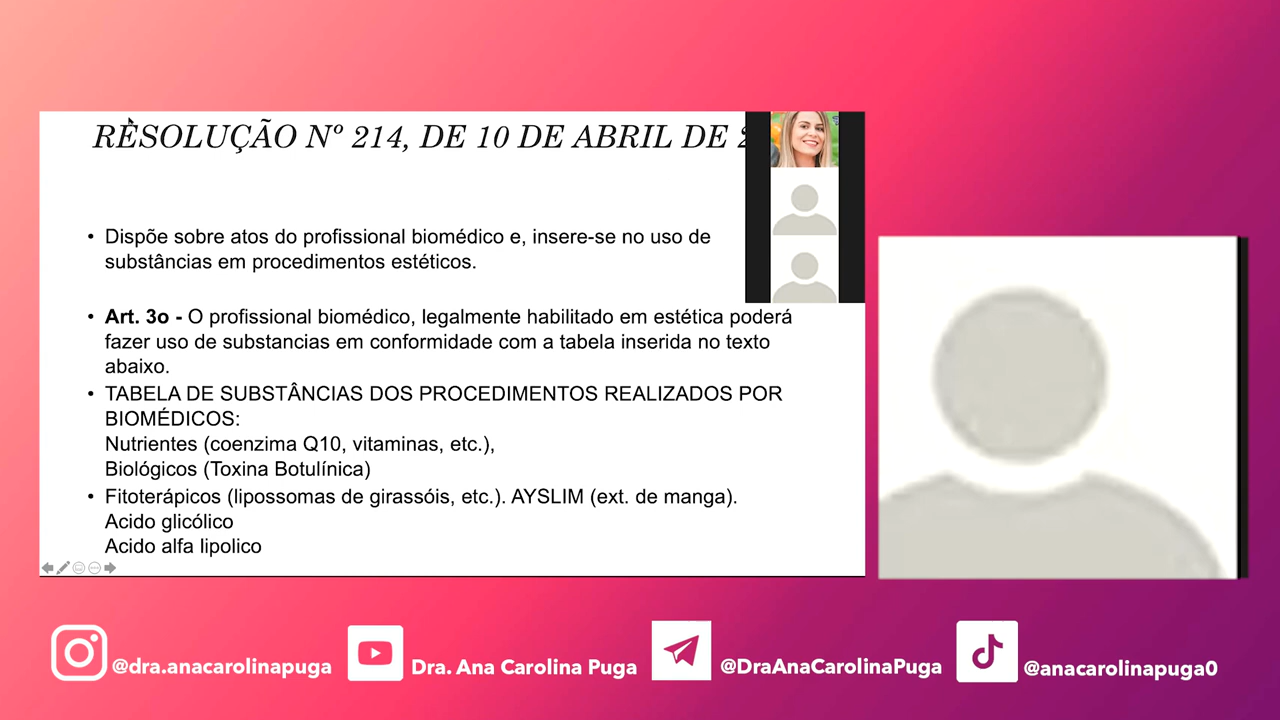 RESOLUÇÃO Nº 214, DE 10 DE ABRIL DE
• Dispõe sobre atos do profissional biomédico e, insere-se no uso de
substâncias em procedimentos estéticos.
• Art. 3o - O profissional biomédico, legalmente habilitado em estética poderá
fazer uso de substancias em conformidade com a tabela inserida no texto
abaixo.
• TABELA DE SUBSTÂNCIAS DOS PROCEDIMENTOS REALIZADOS POR
BIOMÉDICOS:
Nutrientes (coenzima Q10, vitaminas, etc.),
Biológicos (Toxina Botulínica)
• Fitoterápicos (lipossomas de girassóis, etc.). AYSLIM (ext. de manga).
Acido glicólico
Acido alfa lipolico
@dra.anacarolinapuga
Dra. Ana Carolina Puga
@DraAnaCarolinaPuga
@anacarolinapuga0